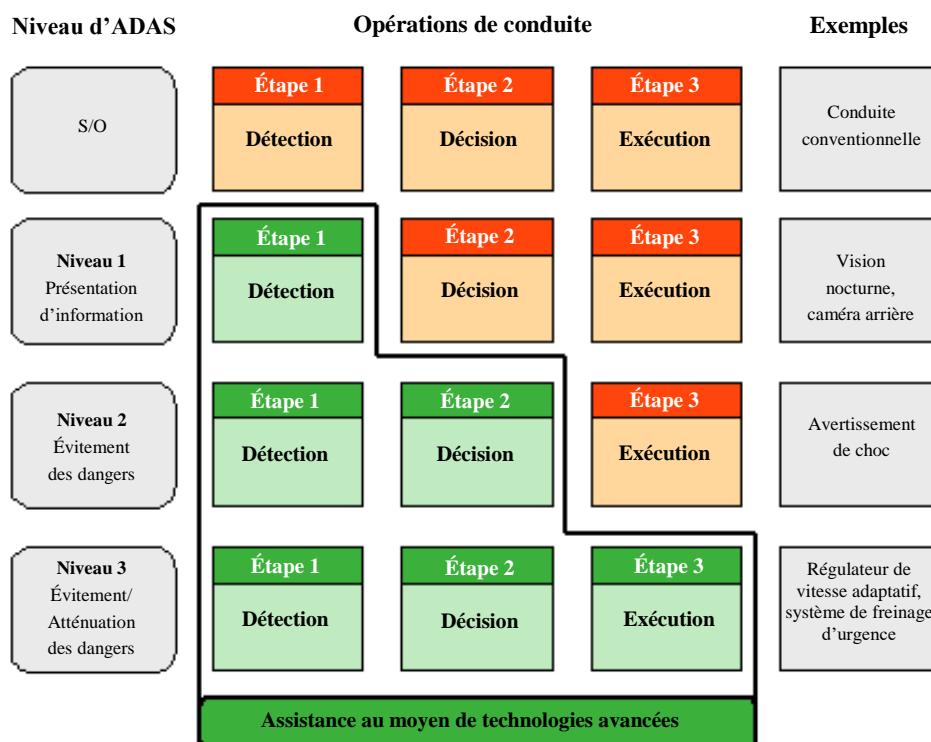 Niveau d'ADAS
Opérations de conduite
Exemples
S/O
Étape 1
Détection
Étape 2
Décision
Étape 3
Exécution
Conduite
conventionnelle
Niveau 1
Présentation
d'information
Étape 1
Détection
Étape 2
Décision
Étape 3
Exécution
Vision
nocturne,
caméra arrière
Niveau 2
Évitement
des dangers
Étape 1
Détection
Étape 2
Décision
Étape 3
Exécution
Avertissement
de choc
Niveau 3
Évitement/
Atténuation
des dangers
Étape 1
Détection
Étape 2
Décision
Étape 3
Exécution
Régulateur de
vitesse adaptatif,
système de freinage
d'urgence
Assistance au moyen de technologies avancées